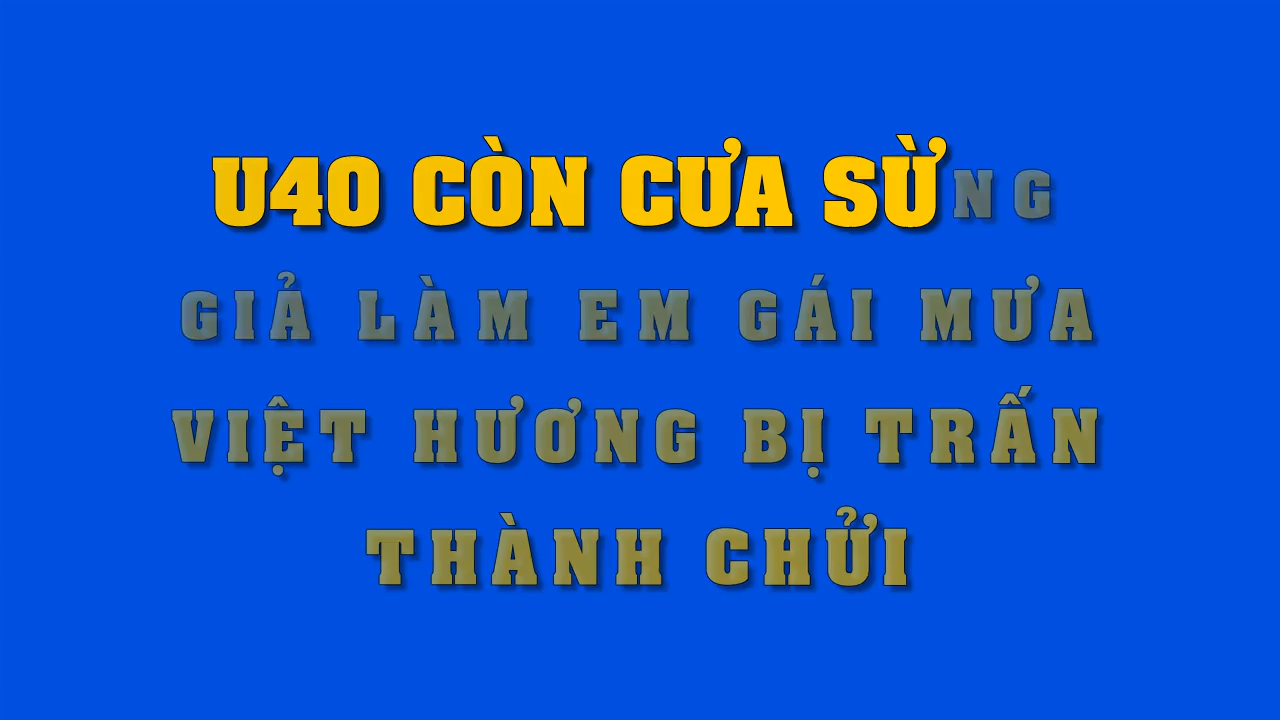 U40 CÒN CƯA SỪNG
GIẢ LÀM EM GÁI MƯA
VIỆT HƯƠNG BỊ TRẤN
THÀNH CHỬI